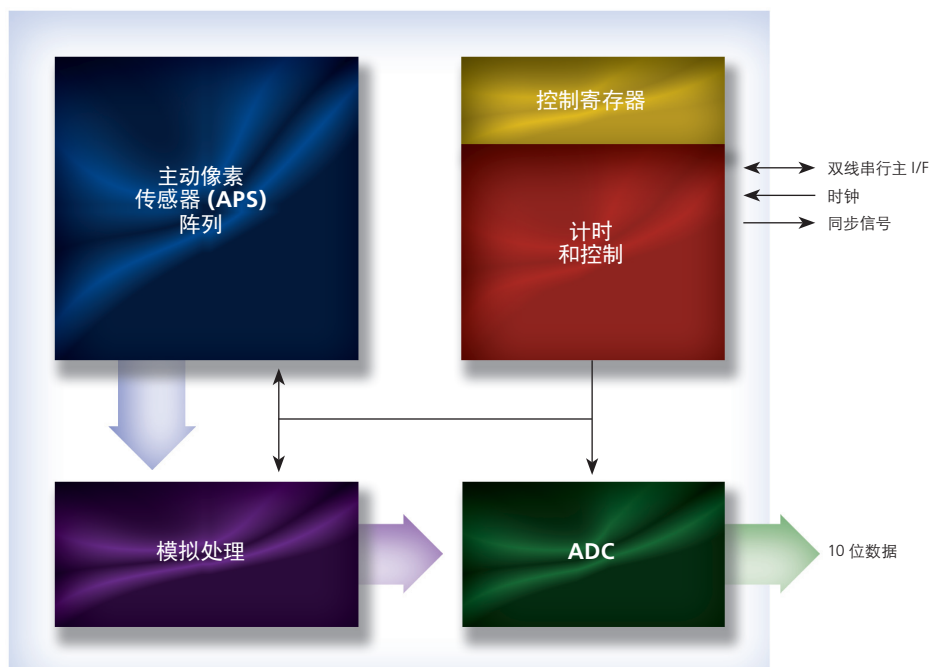 主动像素
传感器 (APS)
阵列
控制寄存器
计时
和控制
双线串行主 I/F
时钟
同步信号
模拟处理
ADC
10 位数据